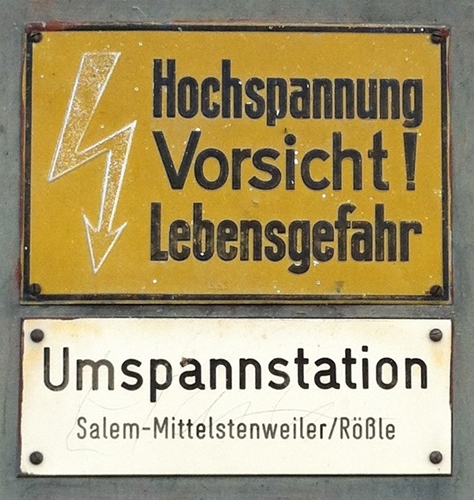 Hochspannung
Vorsicht!
Lebensgefahr
Umspannstation
Salem-Mittelstenweiler/Rößle